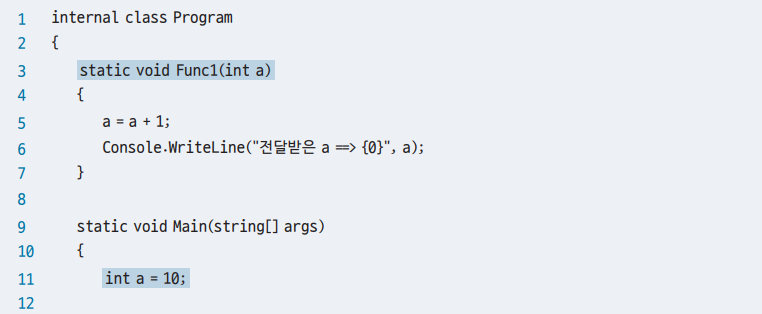 1 internal class Program
2 {
3 static void Func1(int a)
4 {
5 a = a + 1;
6 Console.WriteLine("전달받은 a ==> {0}", a);
7 }
8
9 static void Main(string[] args)
10 {
11 int a = 10;
12